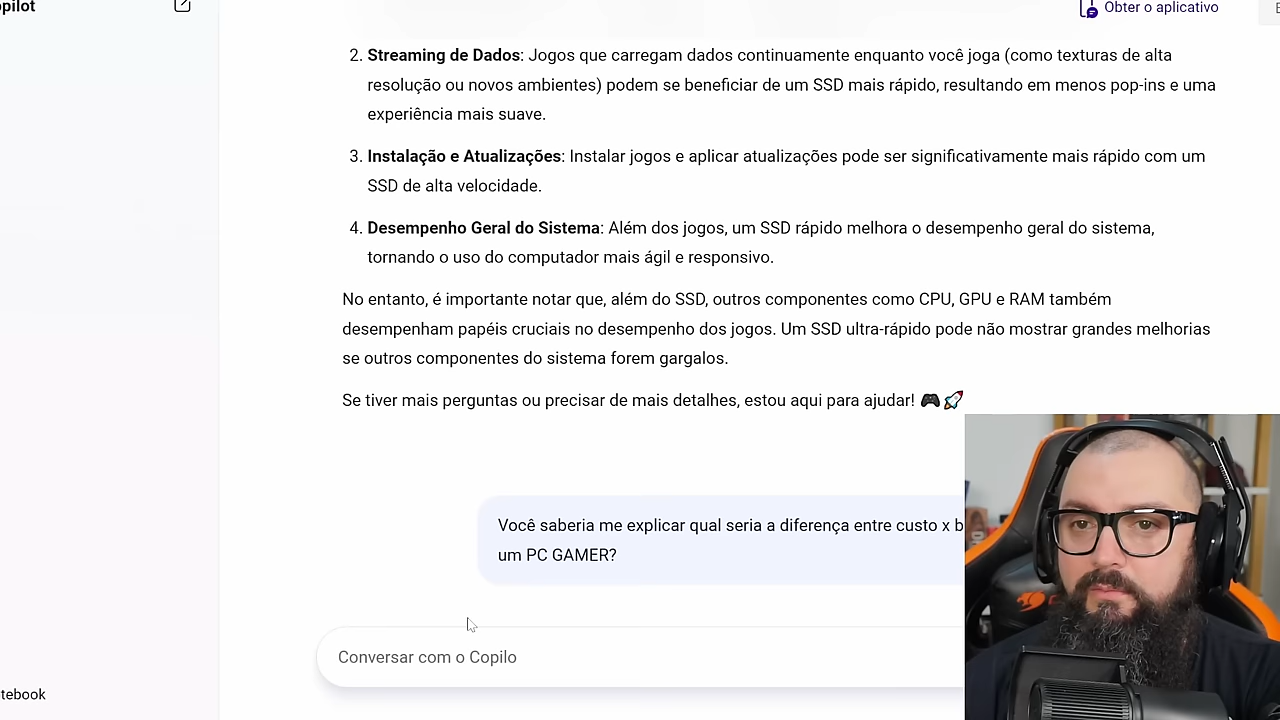 pilot
Obter o aplicativo
2. Streaming de Dados: Jogos que carregam dados continuamente enquanto você joga (como texturas de alta
resolução ou novos ambientes) podem se beneficiar de um SSD mais rápido, resultando em menos pop-ins e uma
experiência mais suave.
3. Instalação e Atualizações: Instalar jogos e aplicar atualizações pode ser significativamente mais rápido com um
SSD de alta velocidade.
4. Desempenho Geral do Sistema: Além dos jogos, um SSD rápido melhora o desempenho geral do sistema,
tornando o uso do computador mais ágil e responsivo.
No entanto, é importante notar que, além do SSD, outros componentes como CPU, GPU e RAM também
desempenham papéis cruciais no desempenho dos jogos. Um SSD ultra-rápido pode não mostrar grandes melhorias
se outros componentes do sistema forem gargalos.
Se tiver mais perguntas ou precisar de mais detalhes, estou aqui para ajudar! 🎮🚀
Você saberia me explicar qual seria a diferença entre custo x b
um PC GAMER?
Conversar com o Copilo
tebook